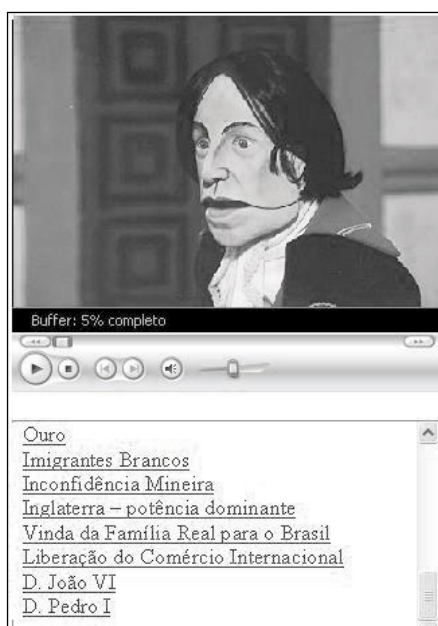 Buffer: 5% completo
Ouro
Imigrantes Brancos
Inconfidência Mineira
Inglaterra – potência dominante
Vinda da Família Real para o Brasil
Liberação do Comércio Internacional
D. João VI
D. Pedro I